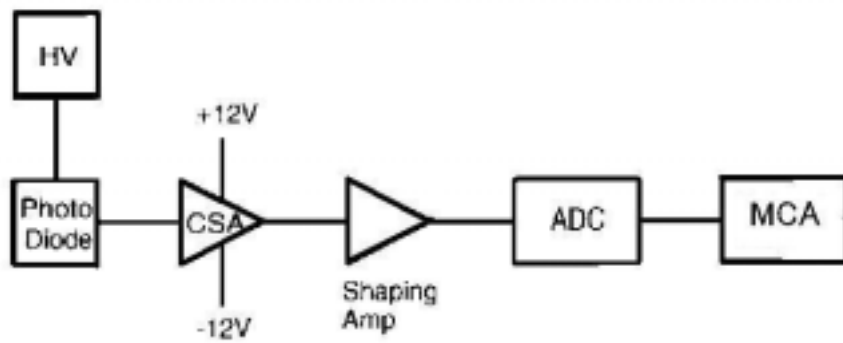 HV
+12V
Photo
Diode
CSA
ADC
MCA
Shaping
Amp
-12V